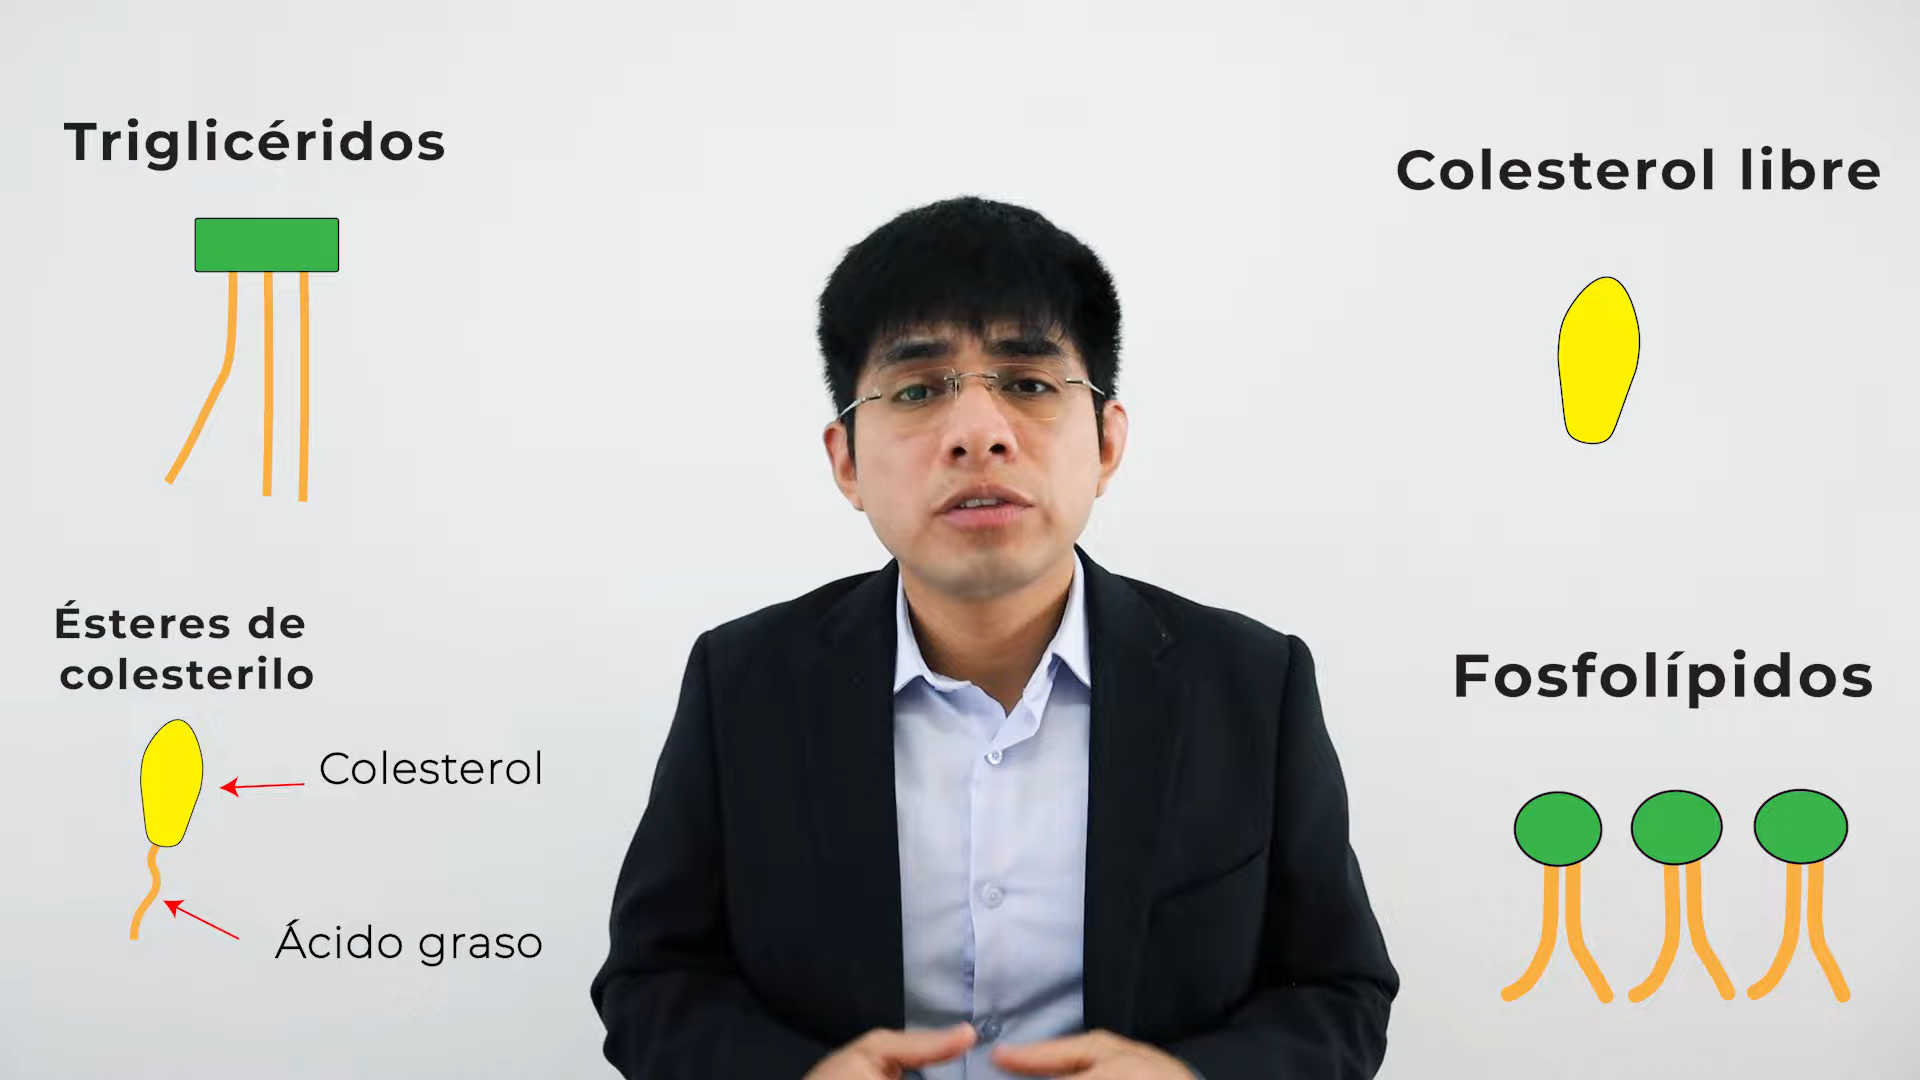 Triglicéridos
Colesterol libre
Ésteres de
colesterilo
Colesterol
Ácido graso
Fosfolípidos